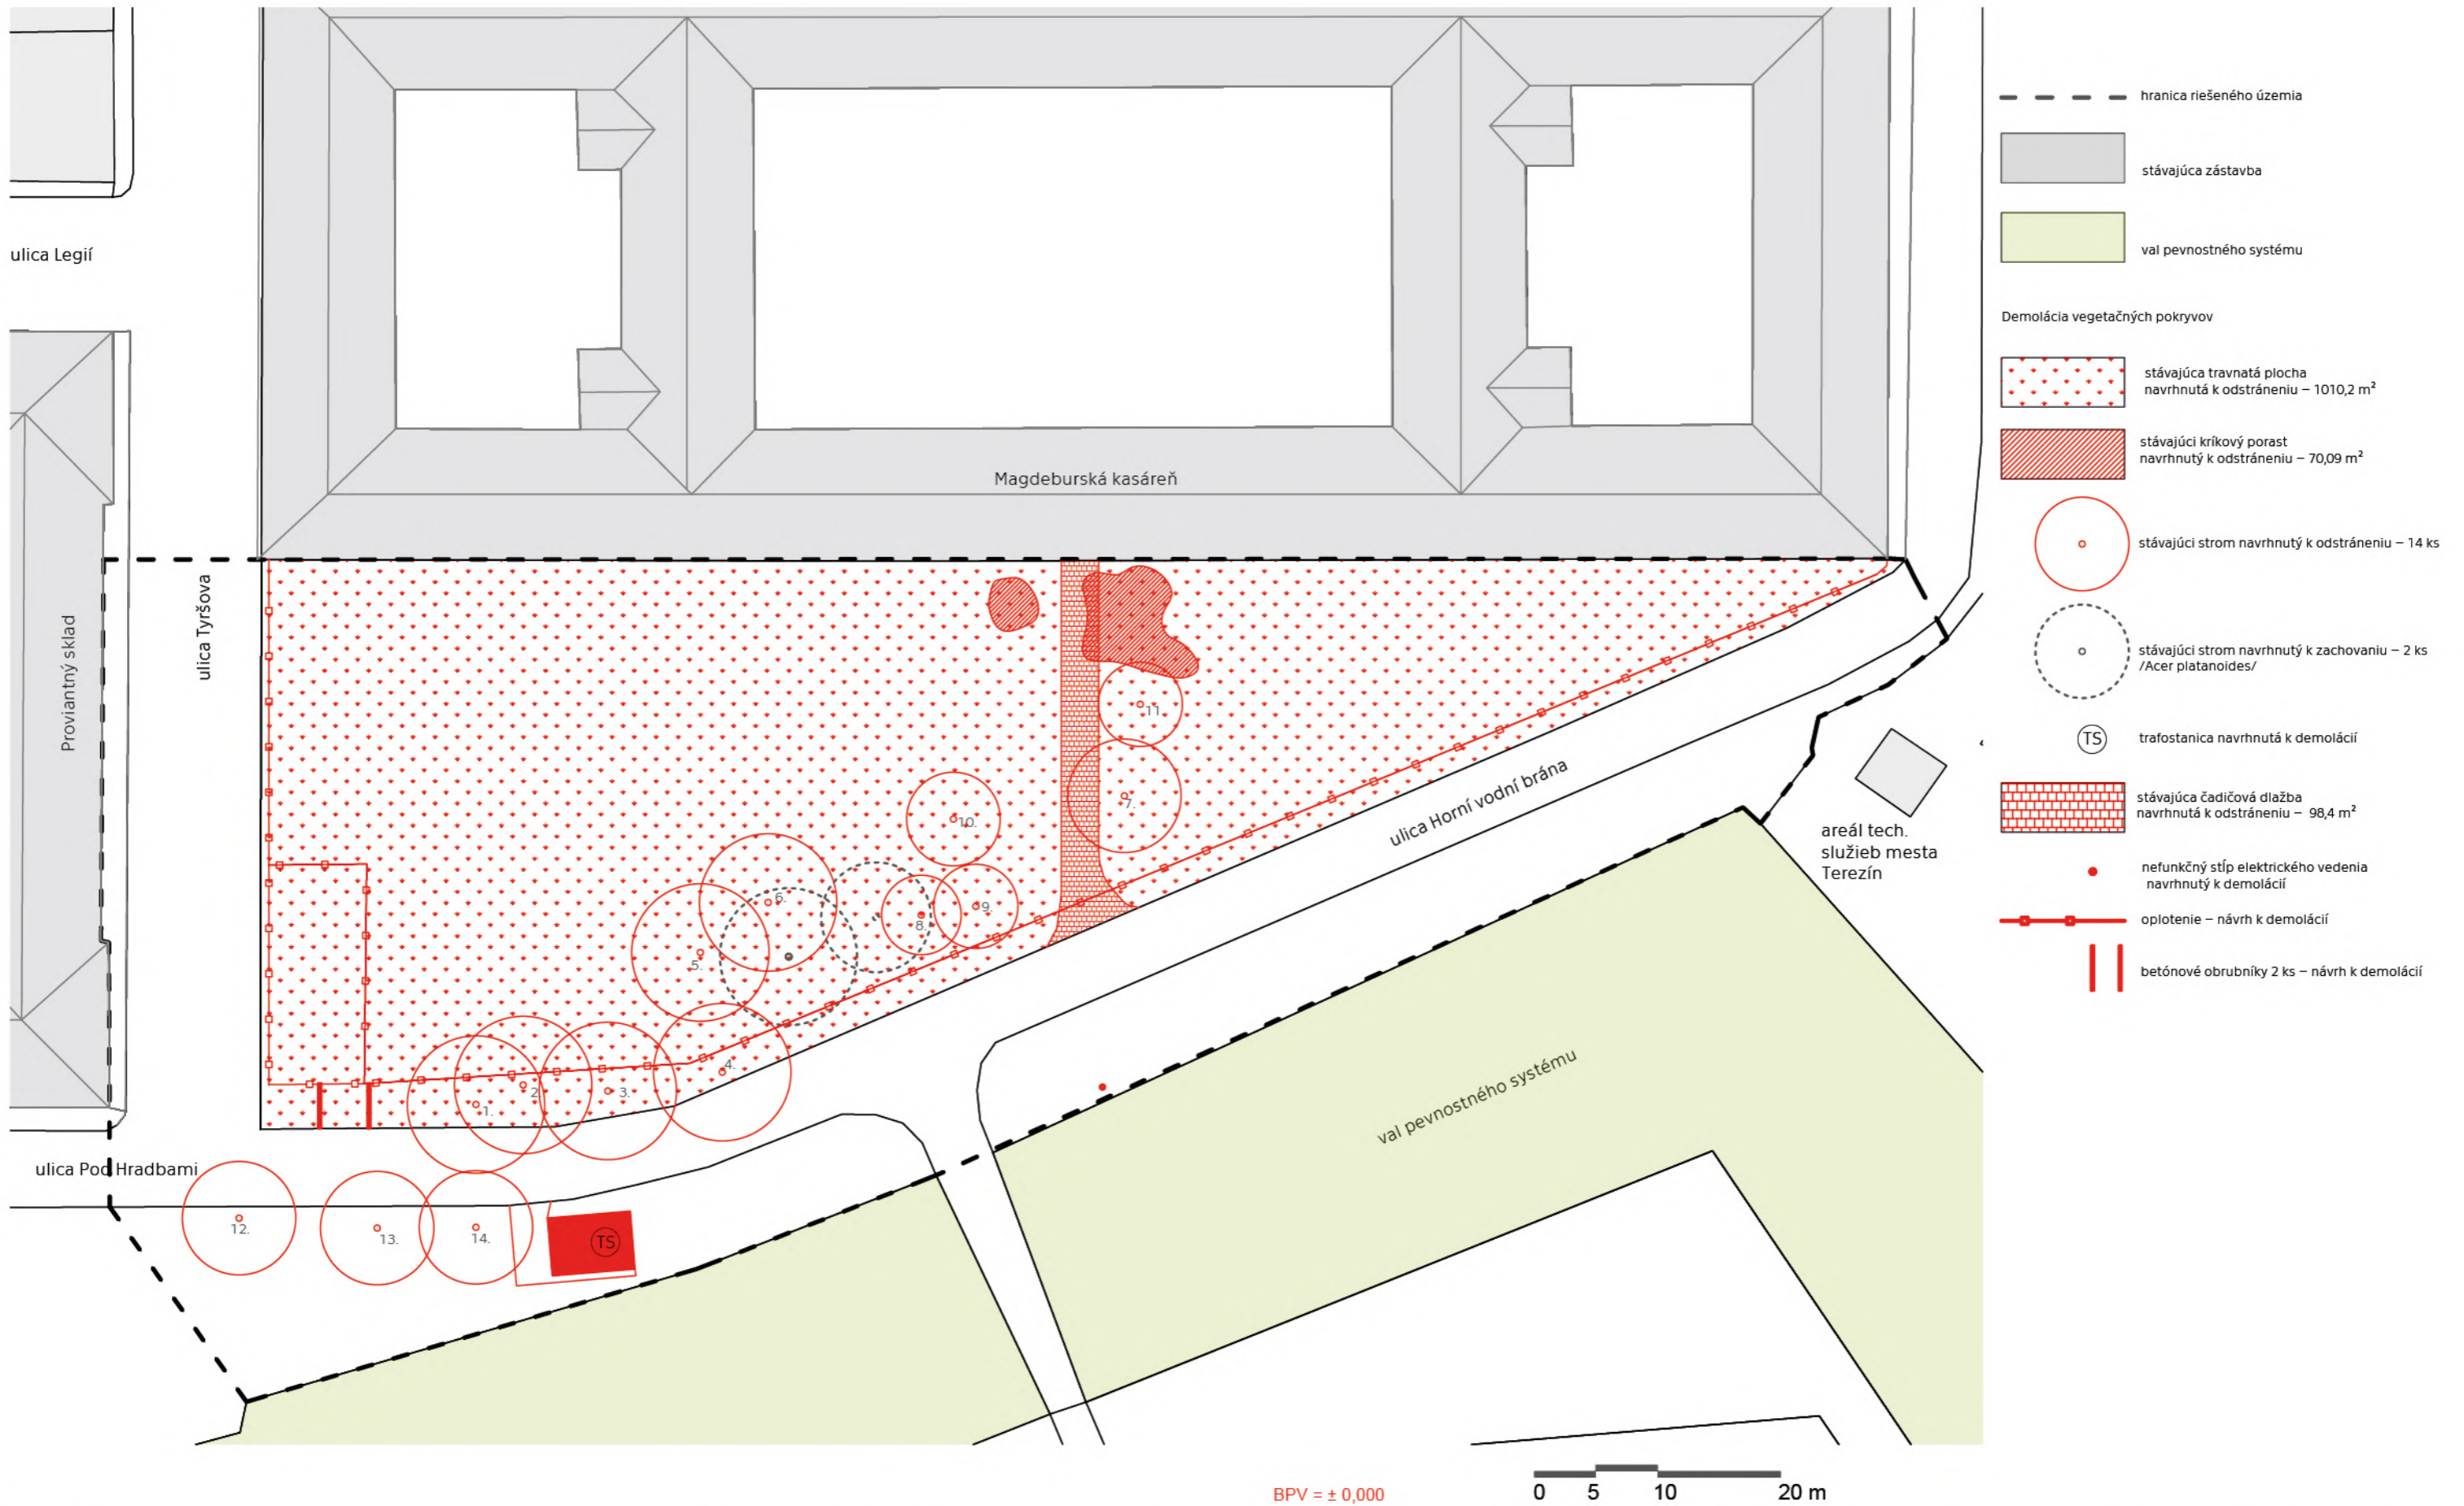 ulica Legií
Magdeburská kasáreň
ulica Tyršova
Proviantný sklad
11.
7.
10.
6.
9.
8.
5.
4.
2.
3.
1.
ulica Horní vodní brána
areál tech.
služieb mesta
Terezín
val pevnostného systému
ulica Pod Hradbami
12.
13.
14.
TS
hranica riešeného územia
stávajúca zástavba
val pevnostného systému
Demolácia vegetačných pokryvov
stávajúca travnatá plocha
navrhnutá k odstráneniu – 1010,2 m²
stávajúci kríkový porast
navrhnutý k odstráneniu – 70,09 m²
stávajúci strom navrhnutý k odstráneniu – 14 ks
stávajúci strom navrhnutý k zachovaniu – 2 ks
/Acer platanoides/
TS
trafostanica navrhnutá k demolácií
stávajúca čadičová dlažba
navrhnutá k odstráneniu – 98,4 m²
nefunkčný stĺp elektrického vedenia
navrhnutý k demolácií
oplotenie – návrh k demolácií
betónové obrubníky 2 ks – návrh k demolácií
BPV = ± 0,000
0 5 10 20 m